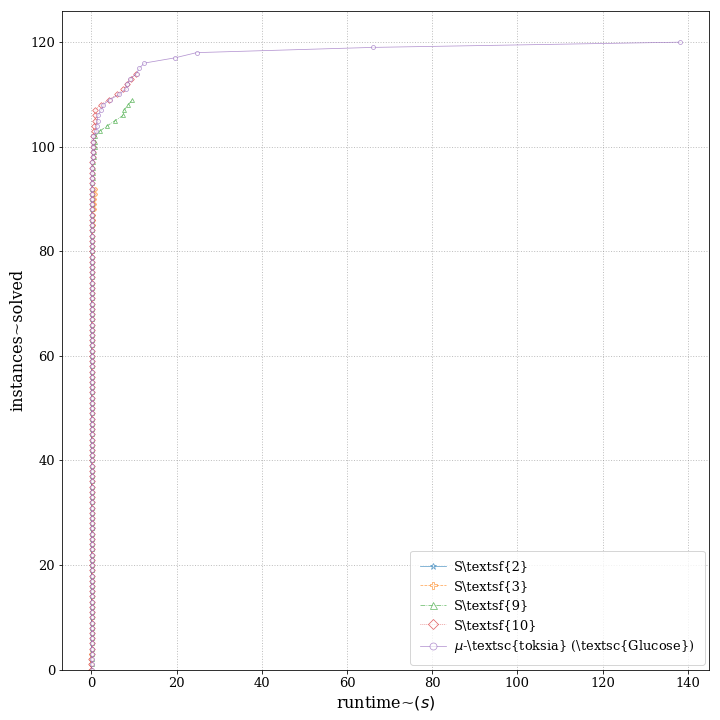 120
100
80
60
40
20
0
instances~solved
0 20 40 60 80 100 120 140
runtime~(s)
S\textsf{2}
S\textsf{3}
S\textsf{9}
S\textsf{10}
μ-\textsc{toksia} (\textsc{Glucose})